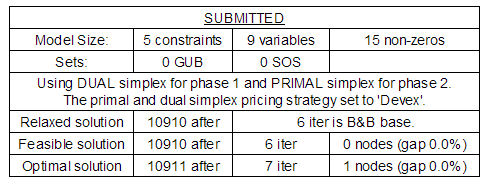 SUBMITTED
Model Size: 5 constraints 9 variables 15 non-zeros
Sets: 0 GUB 0 SOS
Using DUAL simplex for phase 1 and PRIMAL simplex for phase 2.
The primal and dual simplex pricing strategy set to 'Devex'.
Relaxed solution 10910 after 6 iter is B&B base.
Feasible solution 10910 after 6 iter 0 nodes (gap 0.0%)
Optimal solution 10911 after 7 iter 1 nodes (gap 0.0%)